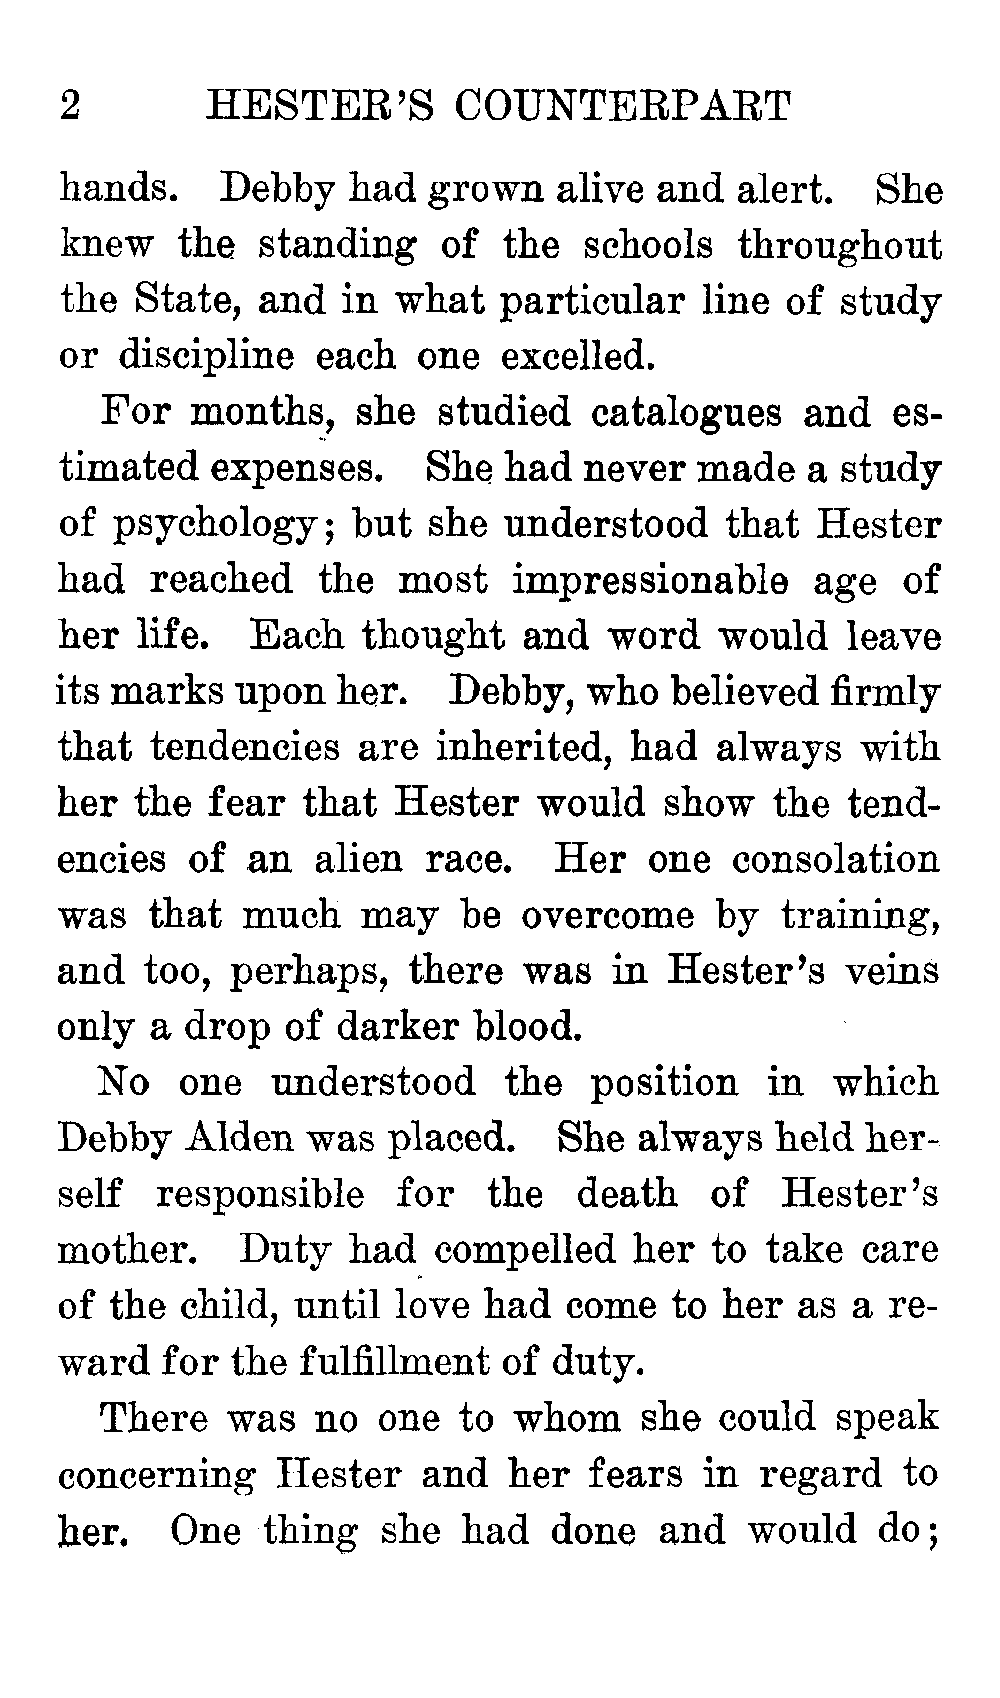 2 HESTER'S COUNTERPART
hands. Debby had grown alive and alert. She
knew the standing of the schools throughout
the State, and in what particular line of study
or discipline each one excelled.
For months, she studied catalogues and es-
timated expenses. She had never made a study
of psychology; but she understood that Hester
had reached the most impressionable age of
her life. Each thought and word would leave
its marks upon her. Debby, who believed firmly
that tendencies are inherited, had always with
her the fear that Hester would show the tend-
encies of an alien race. Her one consolation
was that much may be overcome by training,
and too, perhaps, there was in Hester's veins
only a drop of darker blood.
No one understood the position in which
Debby Alden was placed. She always held her-
self responsible for the death of Hester's
mother. Duty had compelled her to take care
of the child, until love had come to her as a re-
ward for the fulfillment of duty.
There was no one to whom she could speak
concerning Hester and her fears in regard to
her. One thing she had done and would do;